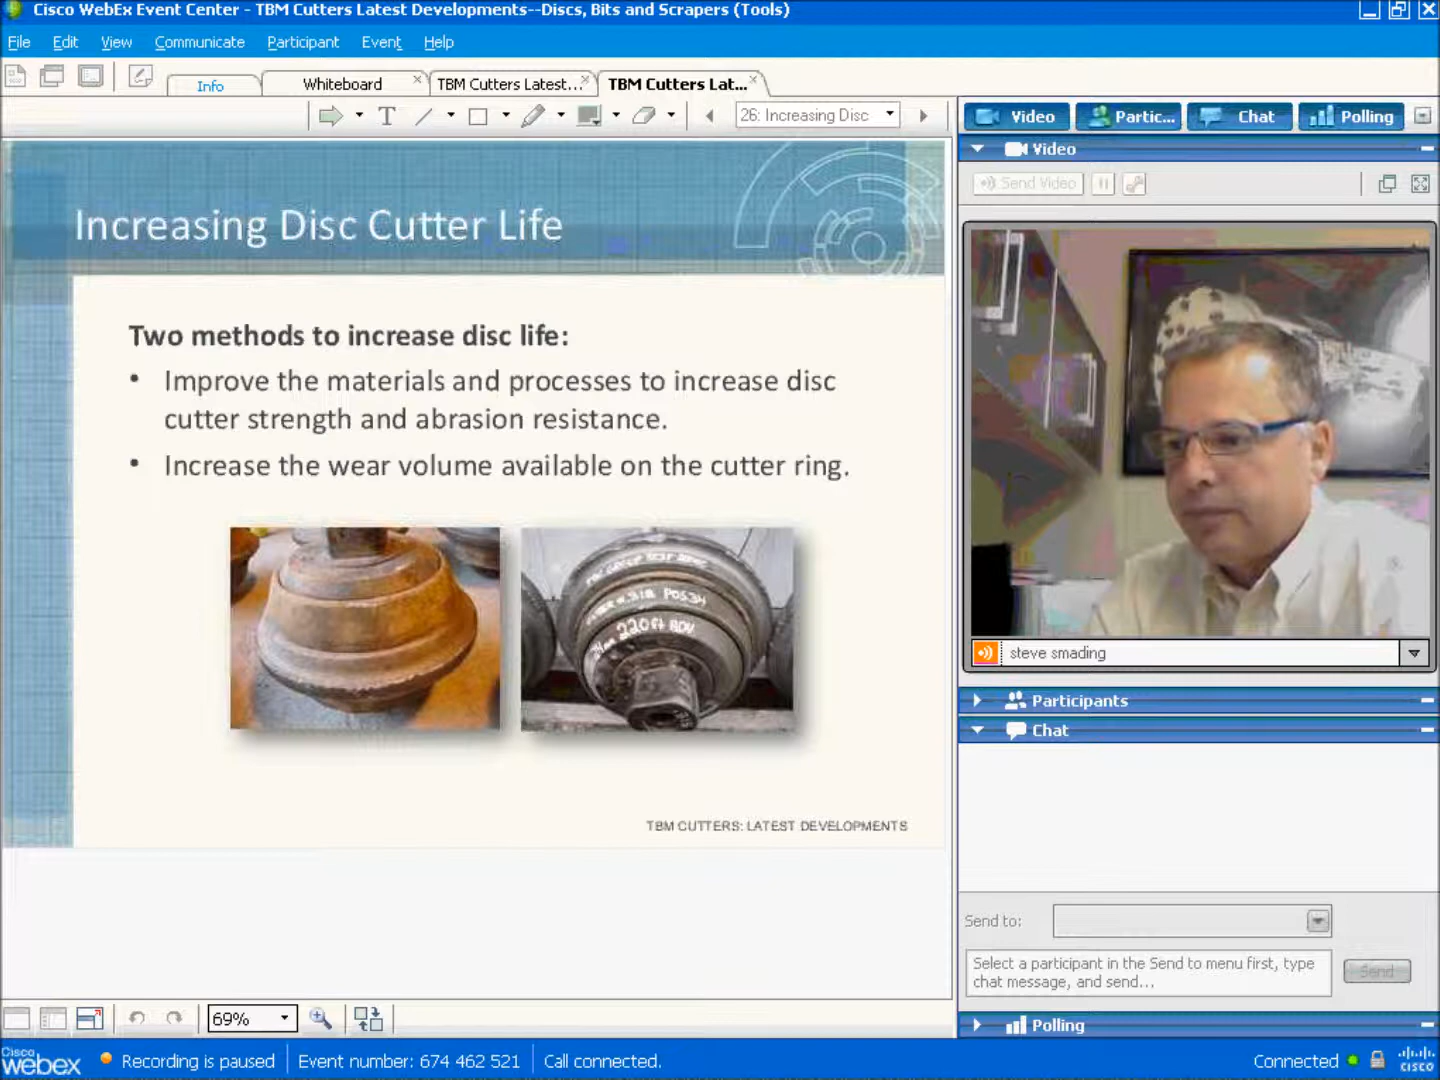 Cisco WebEx Event Center - TBM Cutters Latest Developments--Discs, Bits and Scrapers (Tools)
File Edit View Communicate Participant Event Help
Info Whiteboard TBM Cutters Latest... TBM Cutters Lat...
T 26: Increasing Disc
Video Partic... Chat Polling
Video
Send Video
Increasing Disc Cutter Life
Two methods to increase disc life:
• Improve the materials and processes to increase disc
cutter strength and abrasion resistance.
• Increase the wear volume available on the cutter ring.
POS34
220ft
TBM CUTTERS: LATEST DEVELOPMENTS
steve smading
Participants
Chat
Send to:
Select a participant in the Send to menu first, type
chat message, and send...
Send
Polling
69%
Cisco
webex
Recording is paused Event number: 674 462 521 Call connected.
Connected
CISCO